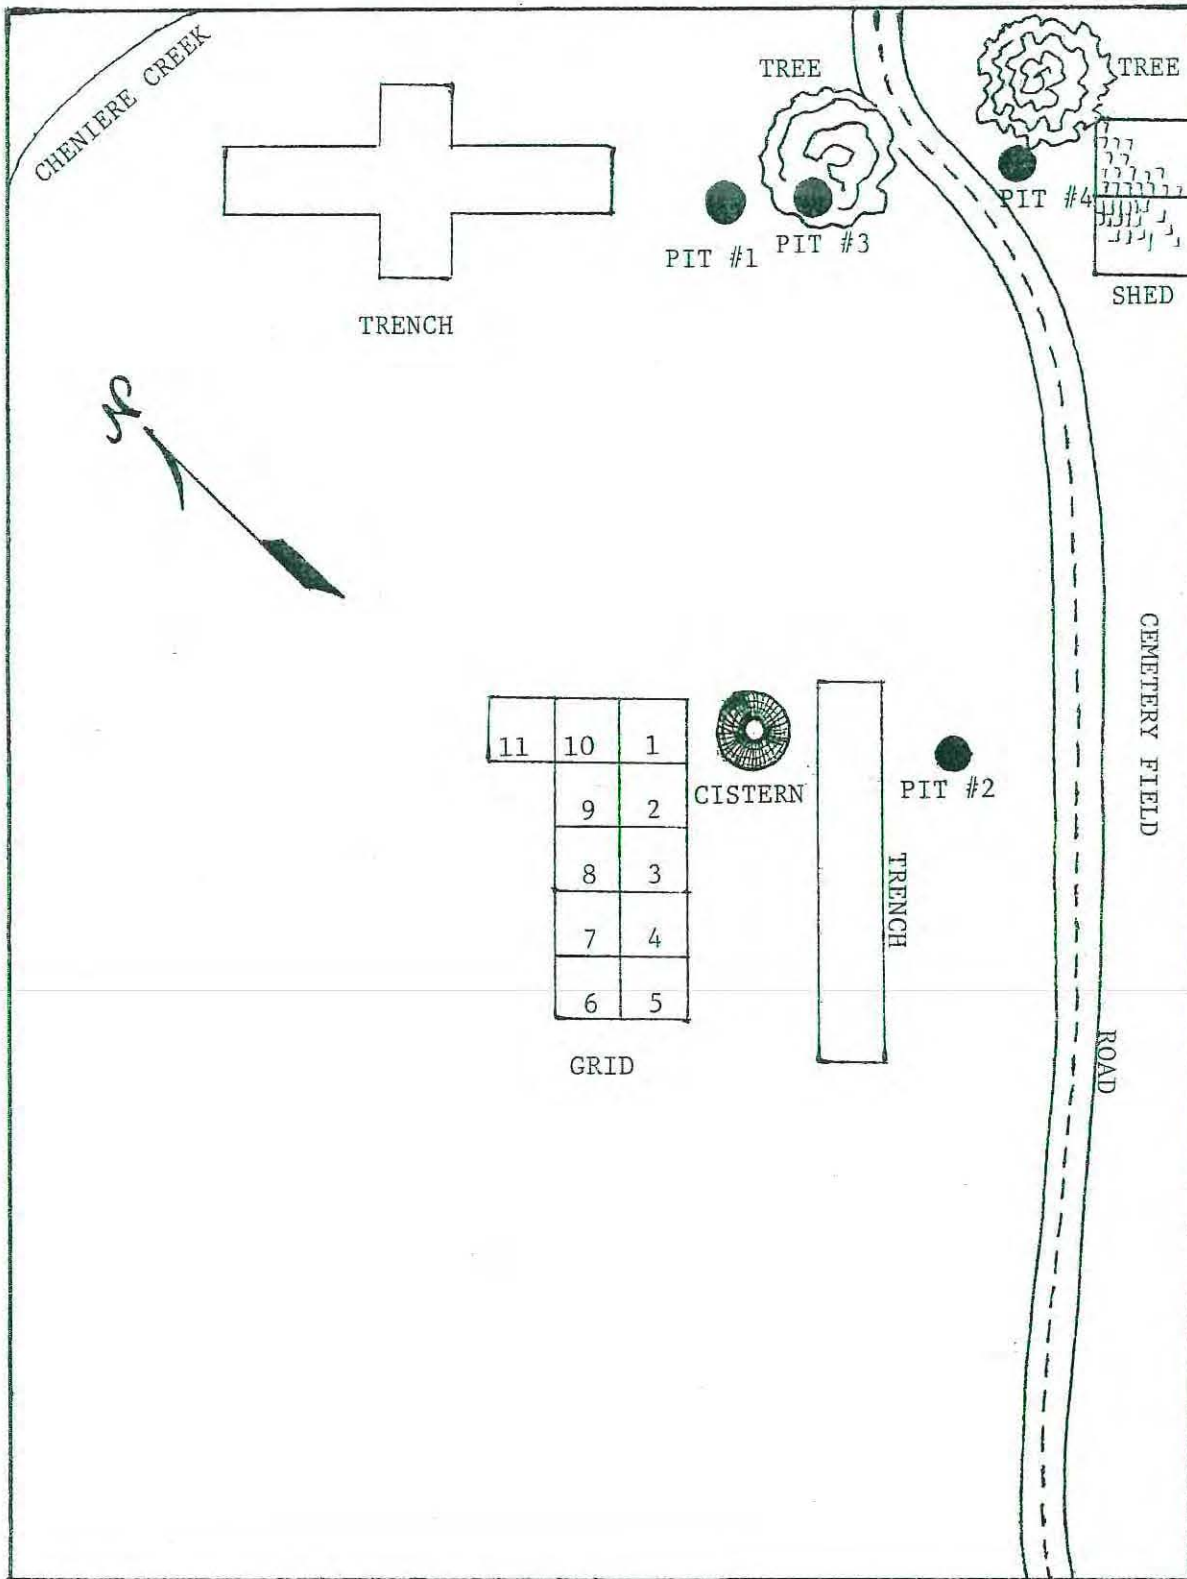 CHENIERE CREEK
TREE
TREE
PIT #4
PIT #1
PIT #3
SHED
TRENCH
N
CEMETERY FIELD
11 10 1
CISTERN
PIT #2
9 2
8 3
TRENCH
7 4
6 5
GRID
ROAD